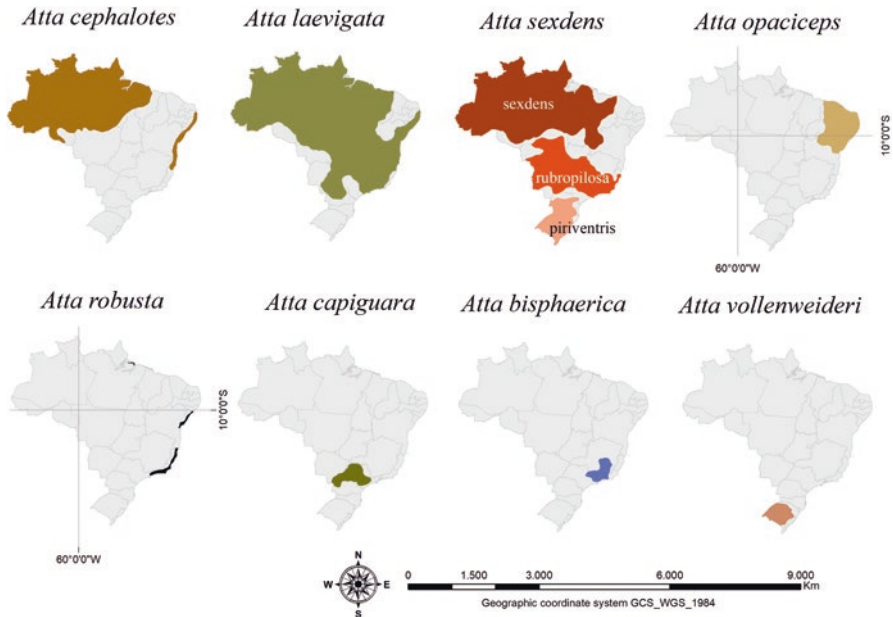 Atta cephalotes
Atta laevigata
Atta sexdens
Atta opaciceps
sexdens
rubropilosa
piriventris
10°0'0"S
60°0'0"W
Atta robusta
Atta capiguara
Atta bisphaerica
Atta vollenweideri
10°0'0"S
60°0'0"W
N
W
E
S
0 1.500 3.000 6.000 9.000
Km
Geographic coordinate system GCS_WGS_1984